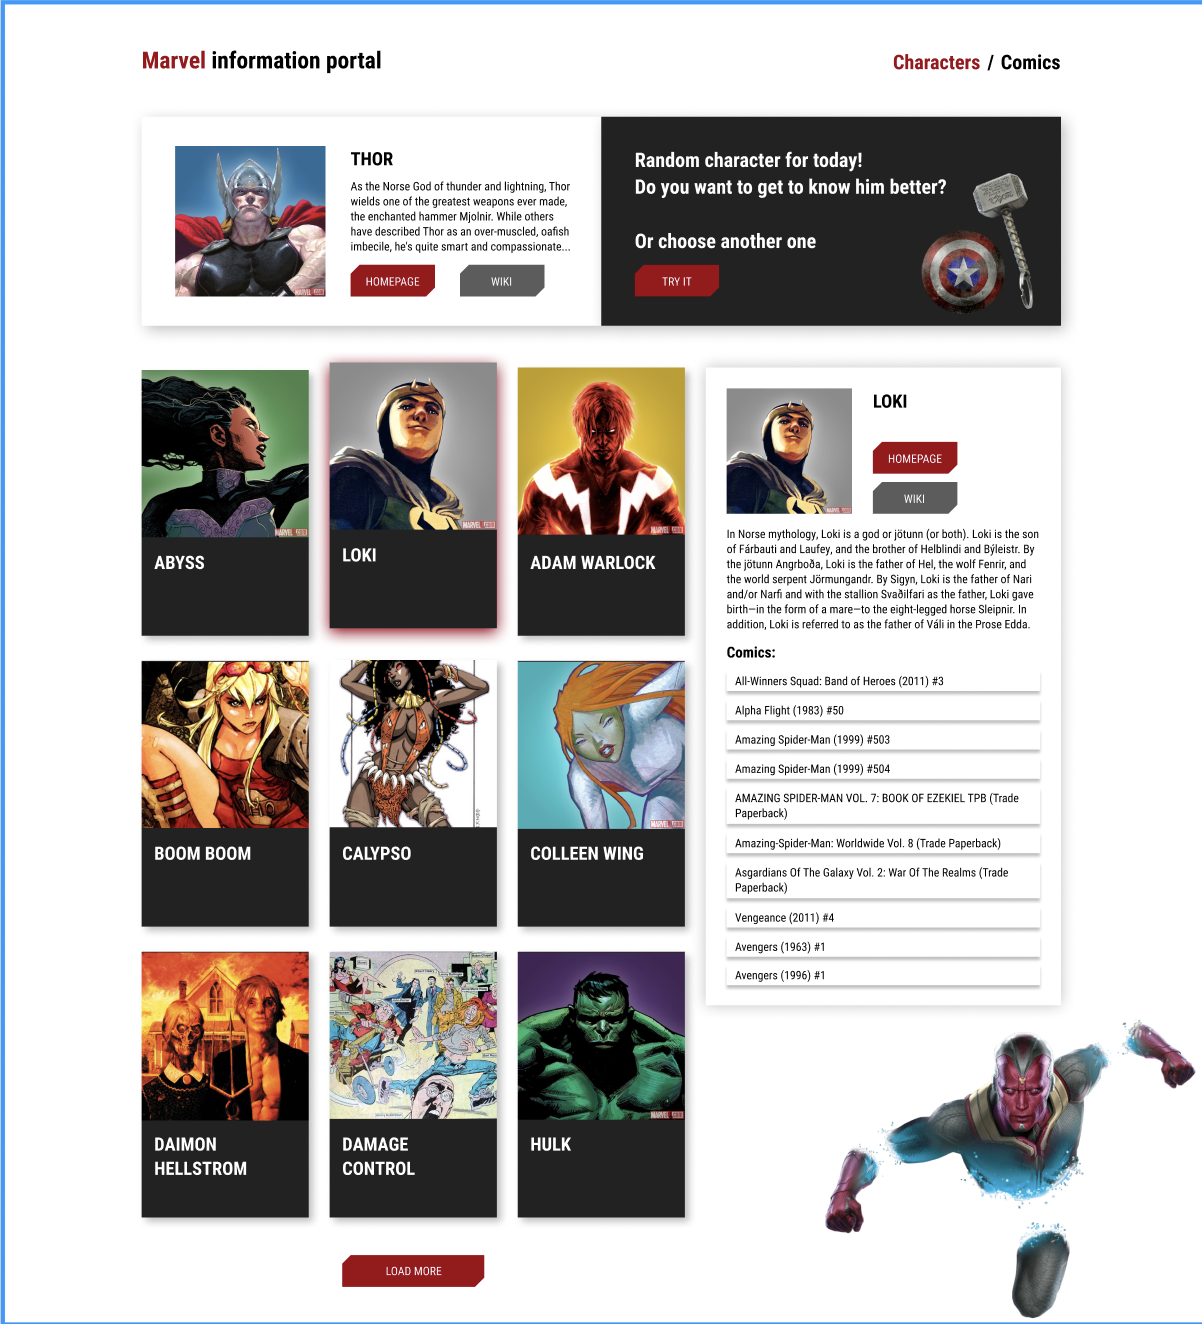 Marvel information portal
Characters / Comics
THOR
As the Norse God of thunder and lightning, Thor
wields one of the greatest weapons ever made,
the enchanted hammer Mjolnir. While others
have described Thor as an over-muscled, oafish
imbecile, he's quite smart and compassionate...
HOMEPAGE
WIKI
Random character for today!
Do you want to get to know him better?
Or choose another one
TRY IT
ABYSS
LOKI
ADAM WARLOCK
BOOM BOOM
CALYPSO
COLLEEN WING
DAIMON
HELLSTROM
DAMAGE
CONTROL
HULK
LOAD MORE
LOKI
HOMEPAGE
WIKI
In Norse mythology, Loki is a god or jötunn (or both). Loki is the son
of Fárbauti and Laufey, and the brother of Helblindi and Býleistr. By
the jötunn Angrboða, Loki is the father of Hel, the wolf Fenrir, and
the world serpent Jörmungandr. By Sigyn, Loki is the father of Nari
and/or Narfi and with the stallion Svaðilfari as the father, Loki gave
birth—in the form of a mare—to the eight-legged horse Sleipnir. In
addition, Loki is referred to as the father of Váli in the Prose Edda.
Comics:
All-Winners Squad: Band of Heroes (2011) #3
Alpha Flight (1983) #50
Amazing Spider-Man (1999) #503
Amazing Spider-Man (1999) #504
AMAZING SPIDER-MAN VOL. 7: BOOK OF EZEKIEL TPB (Trade
Paperback)
Amazing-Spider-Man: Worldwide Vol. 8 (Trade Paperback)
Asgardians Of The Galaxy Vol. 2: War Of The Realms (Trade
Paperback)
Vengeance (2011) #4
Avengers (1963) #1
Avengers (1996) #1